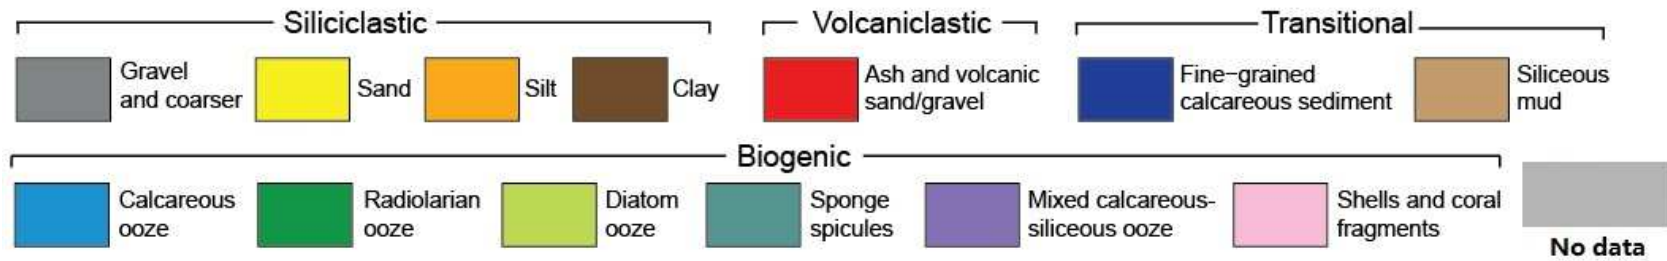 Siliciclastic
Volcaniclastic
Transitional
Gravel
and coarser
Sand
Silt
Clay
Ash and volcanic
sand/gravel
Fine-grained
calcareous sediment
Siliceous
mud
Biogenic
Calcareous
ooze
Radiolarian
ooze
Diatom
ooze
Sponge
spicules
Mixed calcareous-
siliceous ooze
Shells and coral
fragments
No data